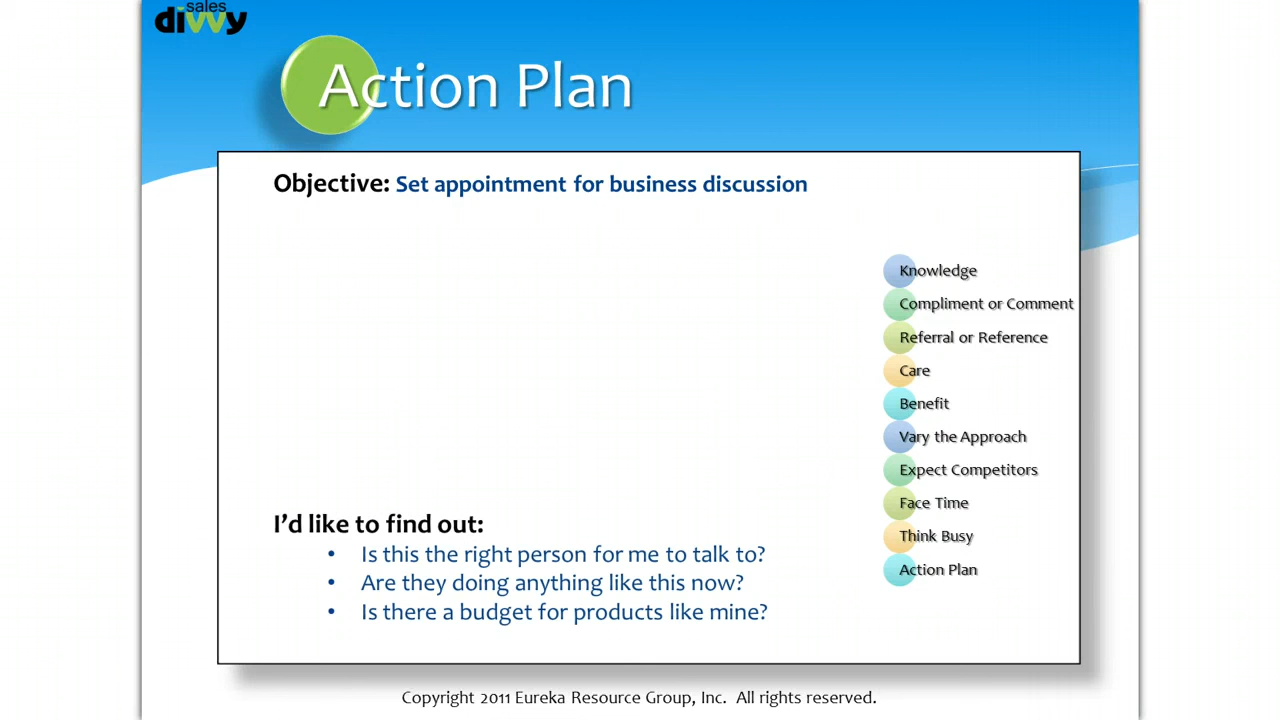 sales
divvy
Action Plan
Objective: Set appointment for business discussion
Knowledge
Compliment or Comment
Referral or Reference
Care
Benefit
Vary the Approach
Expect Competitors
Face Time
Think Busy
Action Plan
I’d like to find out:
• Is this the right person for me to talk to?
• Are they doing anything like this now?
• Is there a budget for products like mine?
Copyright 2011 Eureka Resource Group, Inc. All rights reserved.